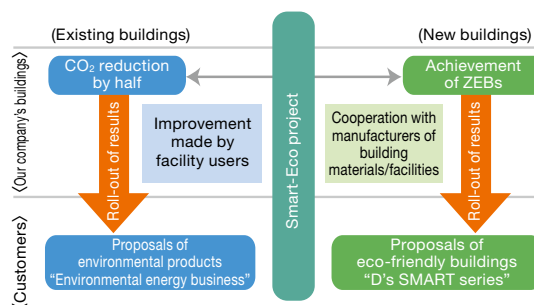 (Existing buildings)
(New buildings)
〈Our company's buildings〉
CO₂ reduction
by half
Achievement
of ZEBs
Smart-Eco project
Roll-out of results
Improvement
made by
facility users
Cooperation with
manufacturers of
building
materials/facilities
Roll-out of results
〈Customers〉
Proposals of
environmental products
“Environmental energy business”
Proposals of
eco-friendly buildings
“D's SMART series”